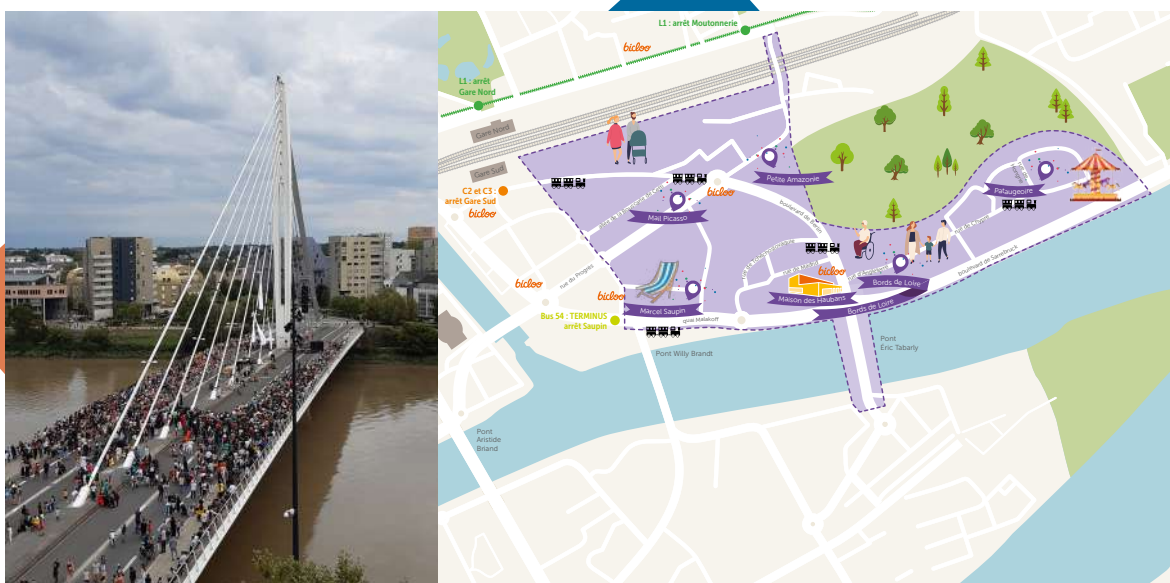 L1 : arrêt Moutonnerie
bicloo
L1 : arrêt
Gare Nord
Gare Nord
Gare Sud
C2 et C3 :
arrêt Gare Sud
bicloo
Petite Amazonie
bicloo
Mail Picasso
boulevard de Berlin
Pataugeoire
boulevard de Sarrebruck
rue du Progrès
bicloo
bicloo
bicloo
Bords de Loire
Maison des Haubans
Bords de Loire
Marcel Saupin
quai Malakoff
Bus 54 : TERMINUS
arrêt Saupin
Pont Willy Brandt
Pont
Éric Tabarly
Pont
Aristide
Briand